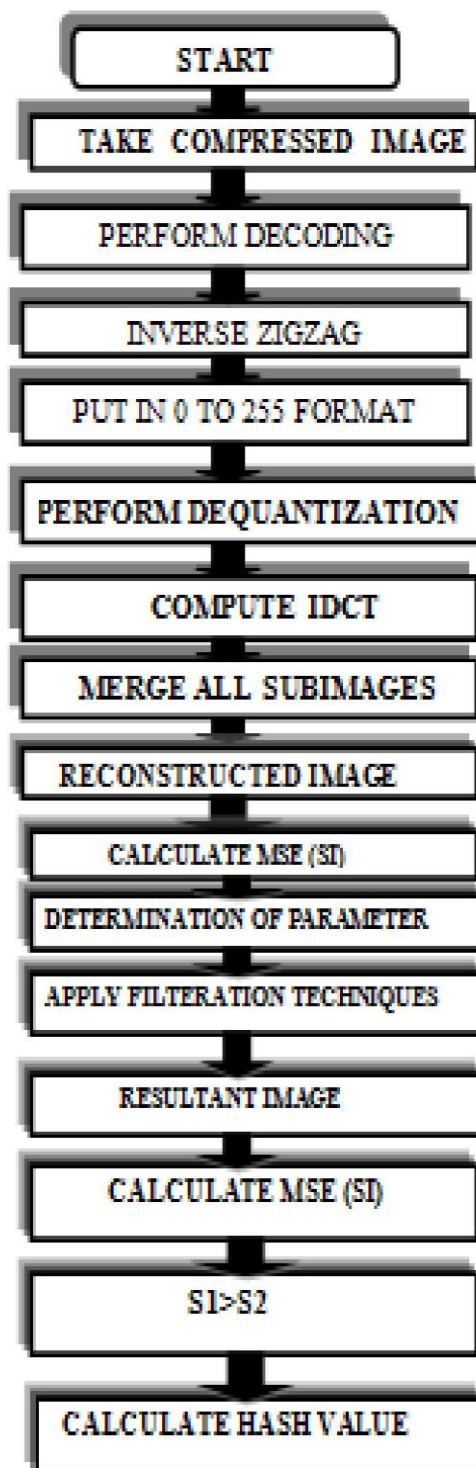 START
TAKE COMPRESSED IMAGE
PERFORM DECODING
INVERSE ZIGZAG
PUT IN 0 TO 255 FORMAT
PERFORM DEQUANTIZATION
COMPUTE IDCT
MERGE ALL SUBIMAGES
RECONSTRUCTED IMAGE
CALCULATE MSE (SI)
DETERMINATION OF PARAMETER
APPLY FILTERATION TECHNIQUES
RESULTANT IMAGE
CALCULATE MSE (SI)
S1>S2
CALCULATE HASH VALUE